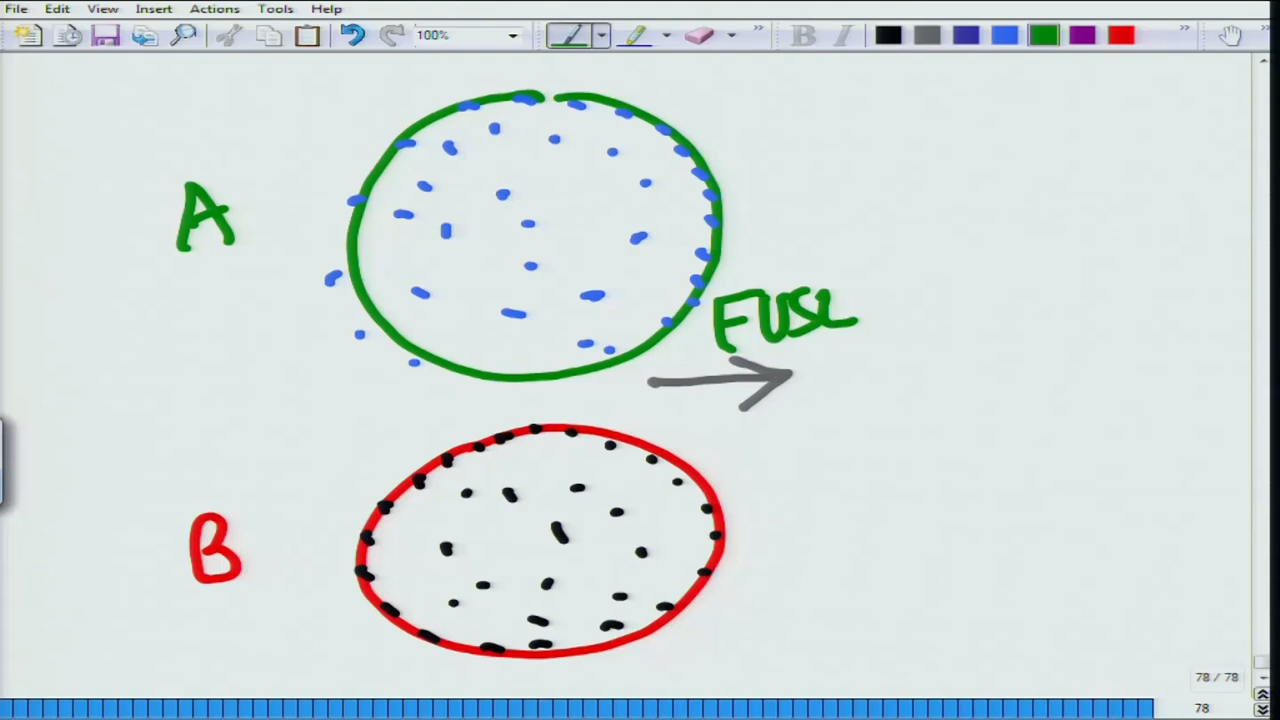 File Edit View Insert Actions Tools Help
100%
B I
A
FUSE
B
78 / 78
78